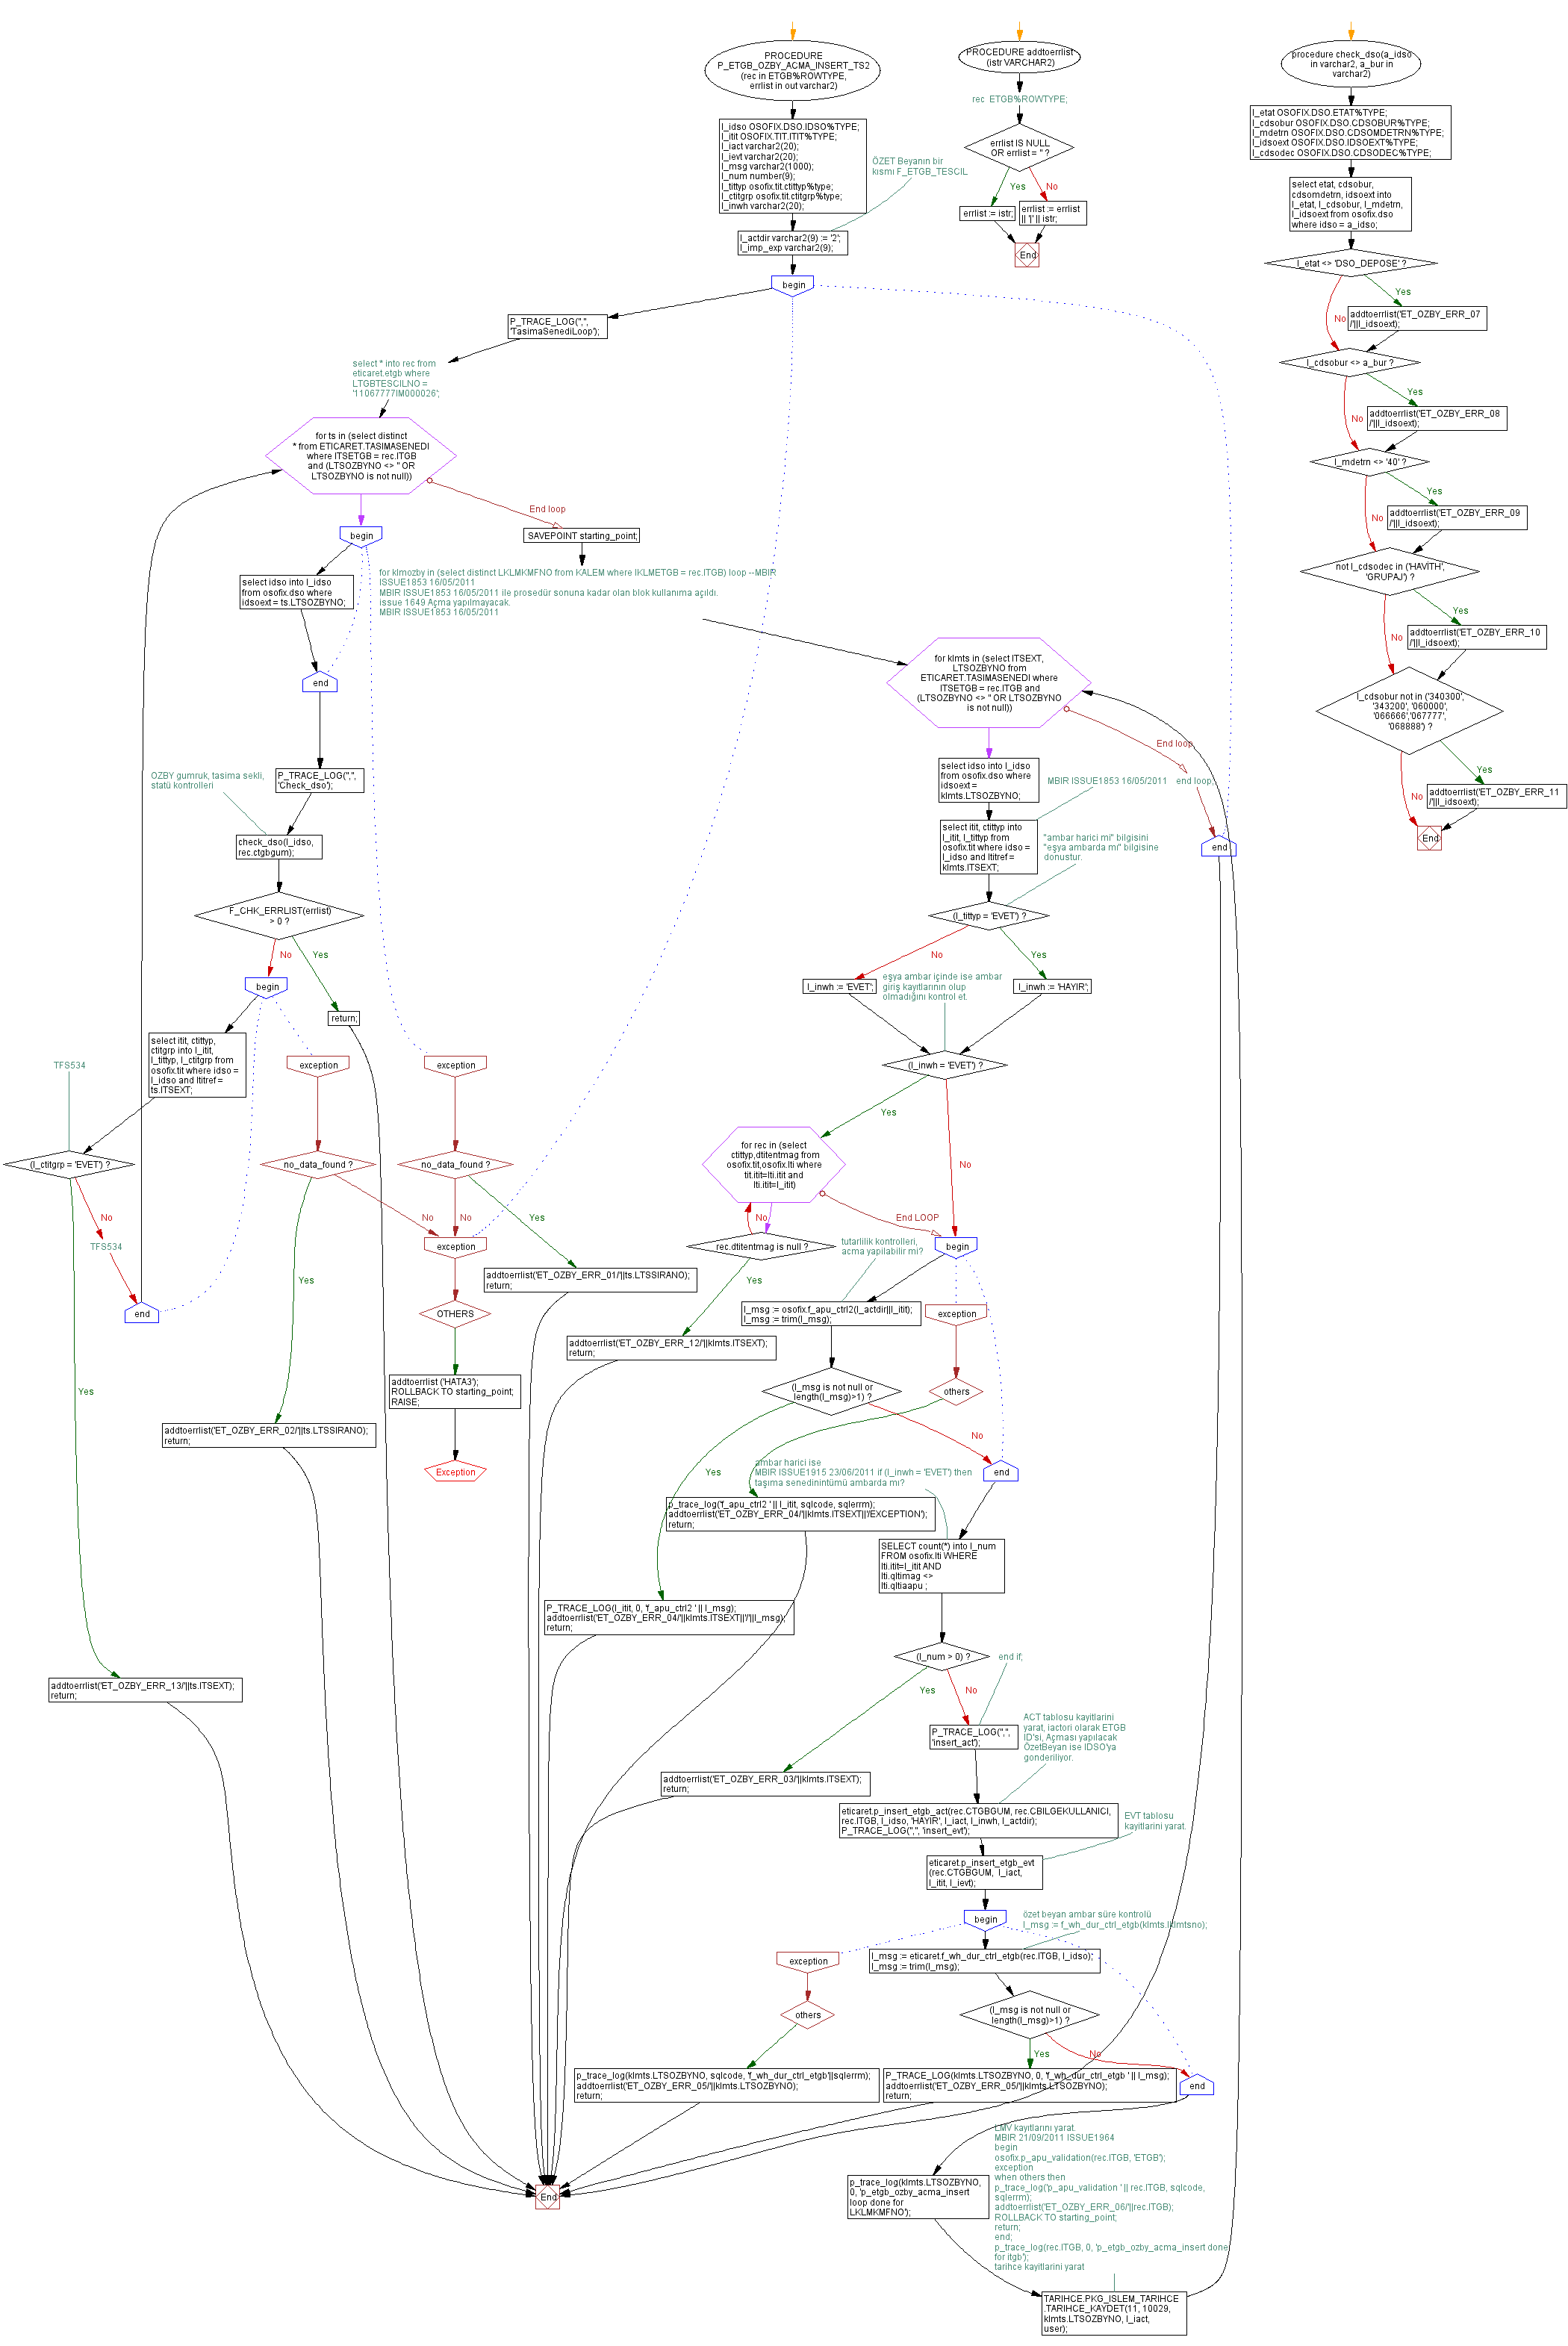 PROCEDURE
P_ETGB_OZBY_ACMA_INSERT_TS2
(rec in ETGB%ROWTYPE,
errlist in out varchar2)
l_idso OSOFIX.DSO.IDSO%TYPE;
l_itit OSOFIX.TIT.ITIT%TYPE;
l_iact varchar2(20);
l_ievt varchar2(20);
l_msg varchar2(1000);
l_num number(9);
l_tittyp osofix.tit.ctittyp%type;
l_ctitgrp osofix.tit.ctitgrp%type;
l_inwh varchar2(20);
ÖZET Beyanın bir
kısmı F_ETGB_TESCIL
l_actdir varchar2(9) := '2';
l_imp_exp varchar2(9);
begin
P_TRACE_LOG('','',
'TasimaSenediLoop');
select * into rec from
eticaret.etgb where
LTGBTESCILNO =
'11067777IM000026';
for ts in (select distinct
* from ETICARET.TASIMASENEDI
where ITSETGB = rec.ITGB
and (LTSOZBYNO <> '' OR
LTSOZBYNO is not null))
End loop
SAVEPOINT starting_point;
begin
select idso into l_idso
from osofix.dso where
idsoext = ts.LTSOZBYNO;
for klmozby in (select distinct LKLMKMFNO from KALEM where IKLMETGB = rec.ITGB) loop --MBIR
ISSUE1853 16/05/2011
MBIR ISSUE1853 16/05/2011 ile prosedür sonuna kadar olan blok kullanıma açıldı.
issue 1649 Açma yapılmayacak.
MBIR ISSUE1853 16/05/2011
end
OZBY gumruk, tasima sekli,
statü kontrolleri
P_TRACE_LOG('','',
'Check_dso');
check_dso(l_idso,
rec.ctgbgum);
F_CHK_ERRLIST(errlist)
> 0 ?
No
Yes
begin
return;
select itit, ctittyp,
ctitgrp into l_itit,
l_tittyp, l_ctitgrp from
osofix.tit where idso =
l_idso and ltitref =
ts.ITSEXT;
exception
exception
TFS534
(l_ctitgrp = 'EVET') ?
no_data_found ?
no_data_found ?
No
TFS534
end
No
No
Yes
exception
Yes
addtoerrlist('ET_OZBY_ERR_01/'||ts.LTSSIRANO);
return;
OTHERS
addtoerrlist ('HATA3');
ROLLBACK TO starting_point;
RAISE;
Exception
Yes
addtoerrlist('ET_OZBY_ERR_02/'||ts.LTSSIRANO);
return;
addtoerrlist('ET_OZBY_ERR_13/'||ts.ITSEXT);
return;
for klmts in (select ITSEXT,
LTSOZBYNO from
ETICARET.TASIMASENEDI where
ITSETGB = rec.ITGB and
(LTSOZBYNO <> '' OR LTSOZBYNO
is not null))
End loop
select idso into l_idso
from osofix.dso where
idsoext =
klmts.LTSOZBYNO;
MBIR ISSUE1853 16/05/2011    end loop;
end
select itit, ctittyp into
l_itit, l_tittyp from
osofix.tit where idso =
l_idso and ltitref =
klmts.ITSEXT;
"ambar harici mi" bilgisini
"eşya ambarda mı" bilgisine
donustur.
(l_tittyp = 'EVET') ?
No
Yes
l_inwh := 'EVET';
eşya ambar içinde ise ambar
giriş kayıtlarının olup
olmadığını kontrol et.
l_inwh := 'HAYIR';
(l_inwh = 'EVET') ?
Yes
No
for rec in (select
ctittyp,dtitentmag from
osofix.tit,osofix.lti where
tit.itit=lti.itit and
lti.itit=l_itit)
End LOOP
No
rec.dtitentmag is null ?
Yes
addtoerrlist('ET_OZBY_ERR_12/'||klmts.ITSEXT);
return;
tutarlilik kontrolleri,
acma yapilabilir mi?
begin
l_msg := osofix.f_apu_ctrl2(l_actdir||l_itit);
l_msg := trim(l_msg);
exception
(l_msg is not null or
length(l_msg)>1) ?
others
No
Yes
end
ambar harici ise
MBIR ISSUE1915 23/06/2011 if (l_inwh = 'EVET') then
taşıma senedinintümü ambarda mı?
p_trace_log('f_apu_ctrl2 ' || l_itit, sqlcode, sqlerrm);
addtoerrlist('ET_OZBY_ERR_04/'||klmts.ITSEXT||'/EXCEPTION');
return;
SELECT count(*) into l_num
FROM osofix.lti WHERE
lti.itit=l_itit AND
lti.qltimag <>
lti.qltiaapu ;
P_TRACE_LOG(l_itit, 0, 'f_apu_ctrl2 ' || l_msg);
addtoerrlist('ET_OZBY_ERR_04/'||klmts.ITSEXT||'/'||l_msg);
return;
(l_num > 0) ?
end if;
Yes
No
P_TRACE_LOG('','',
'insert_act');
ACT tablosu kayitlarini
yarat, iactori olarak ETGB
ID'si, Açması yapılacak
ÖzetBeyan ise IDSO'ya
gonderiliyor.
addtoerrlist('ET_OZBY_ERR_03/'||klmts.ITSEXT);
return;
eticaret.p_insert_etgb_act(rec.CTGBGUM, rec.CBILGEKULLANICI,
rec.ITGB, l_idso, 'HAYIR', l_iact, l_inwh, l_actdir);
P_TRACE_LOG('','', 'insert_evt');
EVT tablosu
kayitlarini yarat.
eticaret.p_insert_etgb_evt
(rec.CTGBGUM,  l_iact,
l_itit, l_ievt);
begin
özet beyan ambar süre kontrolü
l_msg := f_wh_dur_ctrl_etgb(klmts.lklmtsno);
exception
l_msg := eticaret.f_wh_dur_ctrl_etgb(rec.ITGB, l_idso);
l_msg := trim(l_msg);
others
(l_msg is not null or
length(l_msg)>1) ?
Yes
No
p_trace_log(klmts.LTSOZBYNO, sqlcode, 'f_wh_dur_ctrl_etgb'||sqlerrm);
addtoerrlist('ET_OZBY_ERR_05/'||klmts.LTSOZBYNO);
return;
P_TRACE_LOG(klmts.LTSOZBYNO, 0, 'f_wh_dur_ctrl_etgb ' || l_msg);
addtoerrlist('ET_OZBY_ERR_05/'||klmts.LTSOZBYNO);
return;
end
End
p_trace_log(klmts.LTSOZBYNO,
0, 'p_etgb_ozby_acma_insert
loop done for
LKLMKMFNO');
LMV kayıtlarını yarat.
MBIR 21/09/2011 ISSUE1964
begin
osofix.p_apu_validation(rec.ITGB, 'ETGB');
exception
when others then
p_trace_log('p_apu_validation ' || rec.ITGB, sqlcode,
sqlerrm);
addtoerrlist('ET_OZBY_ERR_06/'||rec.ITGB);
ROLLBACK TO starting_point;
return;
end;
p_trace_log(rec.ITGB, 0, 'p_etgb_ozby_acma_insert done
for itgb');
tarihce kayitlarini yarat
TARIHCE.PKG_ISLEM_TARIHCE
.TARIHCE_KAYDET(11, 10029,
klmts.LTSOZBYNO, l_iact,
user);
PROCEDURE addtoerrlist
(istr VARCHAR2)
rec  ETGB%ROWTYPE;
errlist IS NULL
OR errlist = '' ?
Yes
No
errlist := istr;
errlist := errlist
|| '|' || istr;
End
procedure check_dso(a_idso
in varchar2, a_bur in
varchar2)
l_etat OSOFIX.DSO.ETAT%TYPE;
l_cdsobur OSOFIX.DSO.CDSOBUR%TYPE;
l_mdetrn OSOFIX.DSO.CDSOMDETRN%TYPE;
l_idsoext OSOFIX.DSO.IDSOEXT%TYPE;
l_cdsodec OSOFIX.DSO.CDSODEC%TYPE;
select etat, cdsobur,
cdsomdetrn, idsoext into
l_etat, l_cdsobur, l_mdetrn,
l_idsoext from osofix.dso
where idso = a_idso;
l_etat <> 'DSO_DEPOSE' ?
Yes
No
addtoerrlist('ET_OZBY_ERR_07
/'||l_idsoext);
l_cdsobur <> a_bur ?
Yes
No
addtoerrlist('ET_OZBY_ERR_08
/'||l_idsoext);
l_mdetrn <> '40' ?
Yes
No
addtoerrlist('ET_OZBY_ERR_09
/'||l_idsoext);
not l_cdsodec in ('HAVITH',
'GRUPAJ') ?
Yes
No
addtoerrlist('ET_OZBY_ERR_10
/'||l_idsoext);
l_cdsobur not in ('340300',
'343200', '060000',
'066666','067777',
'068888') ?
Yes
No
addtoerrlist('ET_OZBY_ERR_11
/'||l_idsoext);
End